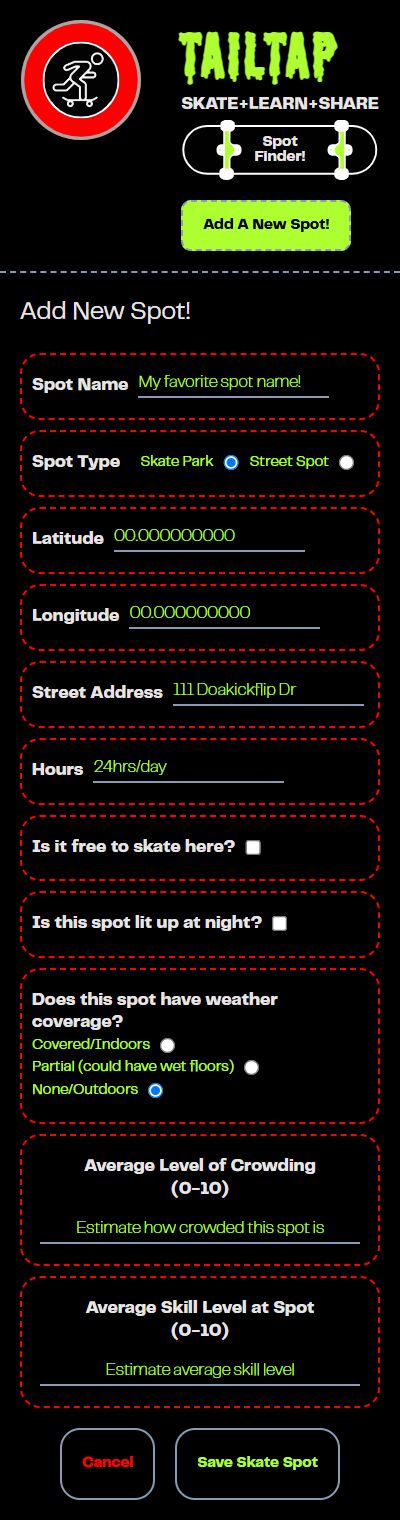 TAILTAP
SKATE+LEARN+SHARE
Spot
Finder!
Add A New Spot!
Add New Spot!
Spot Name My favorite spot name!
Spot Type Skate Park Street Spot
Latitude 00.000000000
Longitude 00.000000000
Street Address 111 Doakickflip Dr
Hours 24hrs/day
Is it free to skate here?
Is this spot lit up at night?
Does this spot have weather
coverage?
Covered/Indoors
Partial (could have wet floors)
None/Outdoors
Average Level of Crowding
(0-10)
Estimate how crowded this spot is
Average Skill Level at Spot
(0-10)
Estimate average skill level
Cancel Save Skate Spot